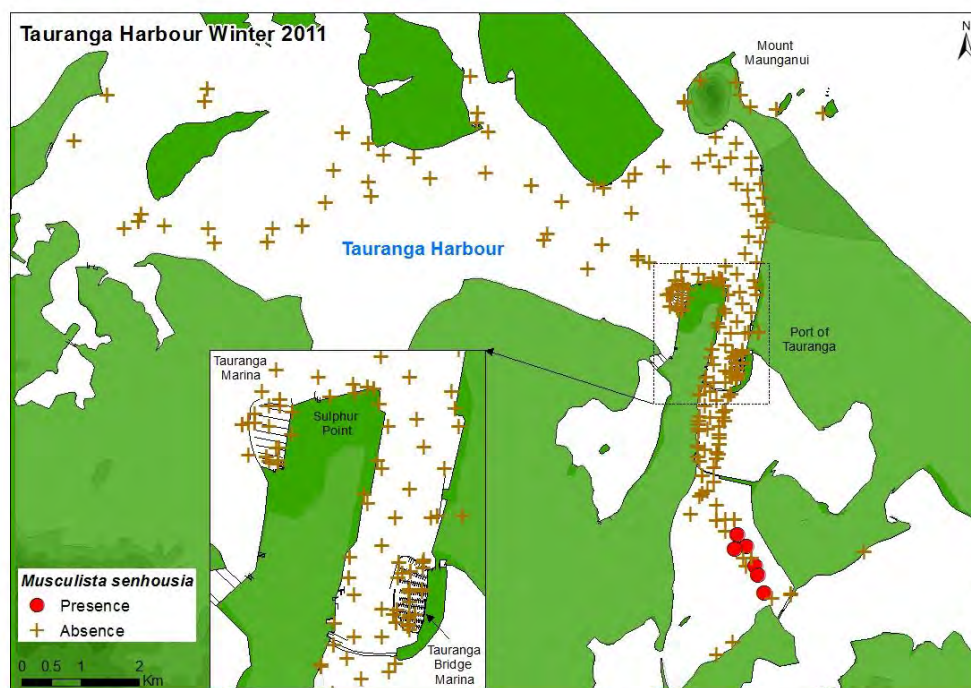 Tauranga Harbour Winter 2011
N
Mount
Maunganui
Tauranga Harbour
Port of
Tauranga
Tauranga
Marina
Sulphur
Point
Musculista senhousia
Presence
Absence
0 0.5 1 2
Km
Tauranga
Bridge
Marina